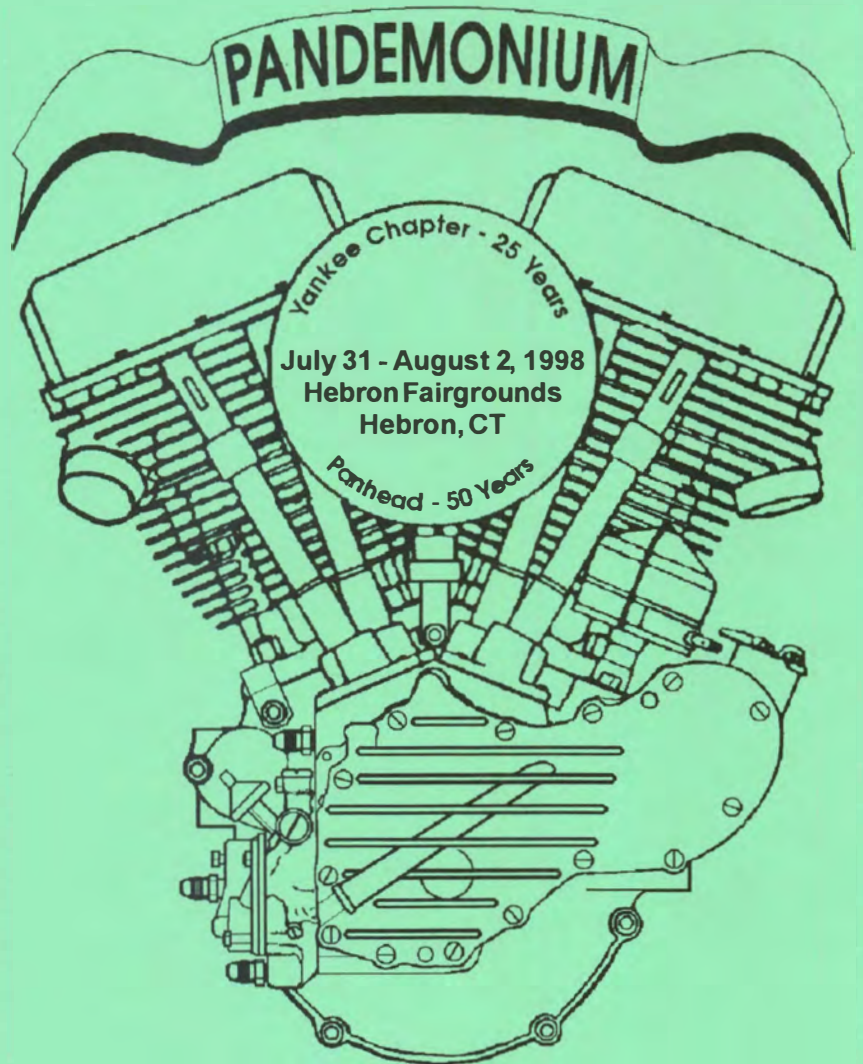 PANDEMONIUM
Yankee Chapter - 25 Years
July 31 - August 2, 1998
Hebron Fairgrounds
Hebron, CT
Panhead - 50 Years